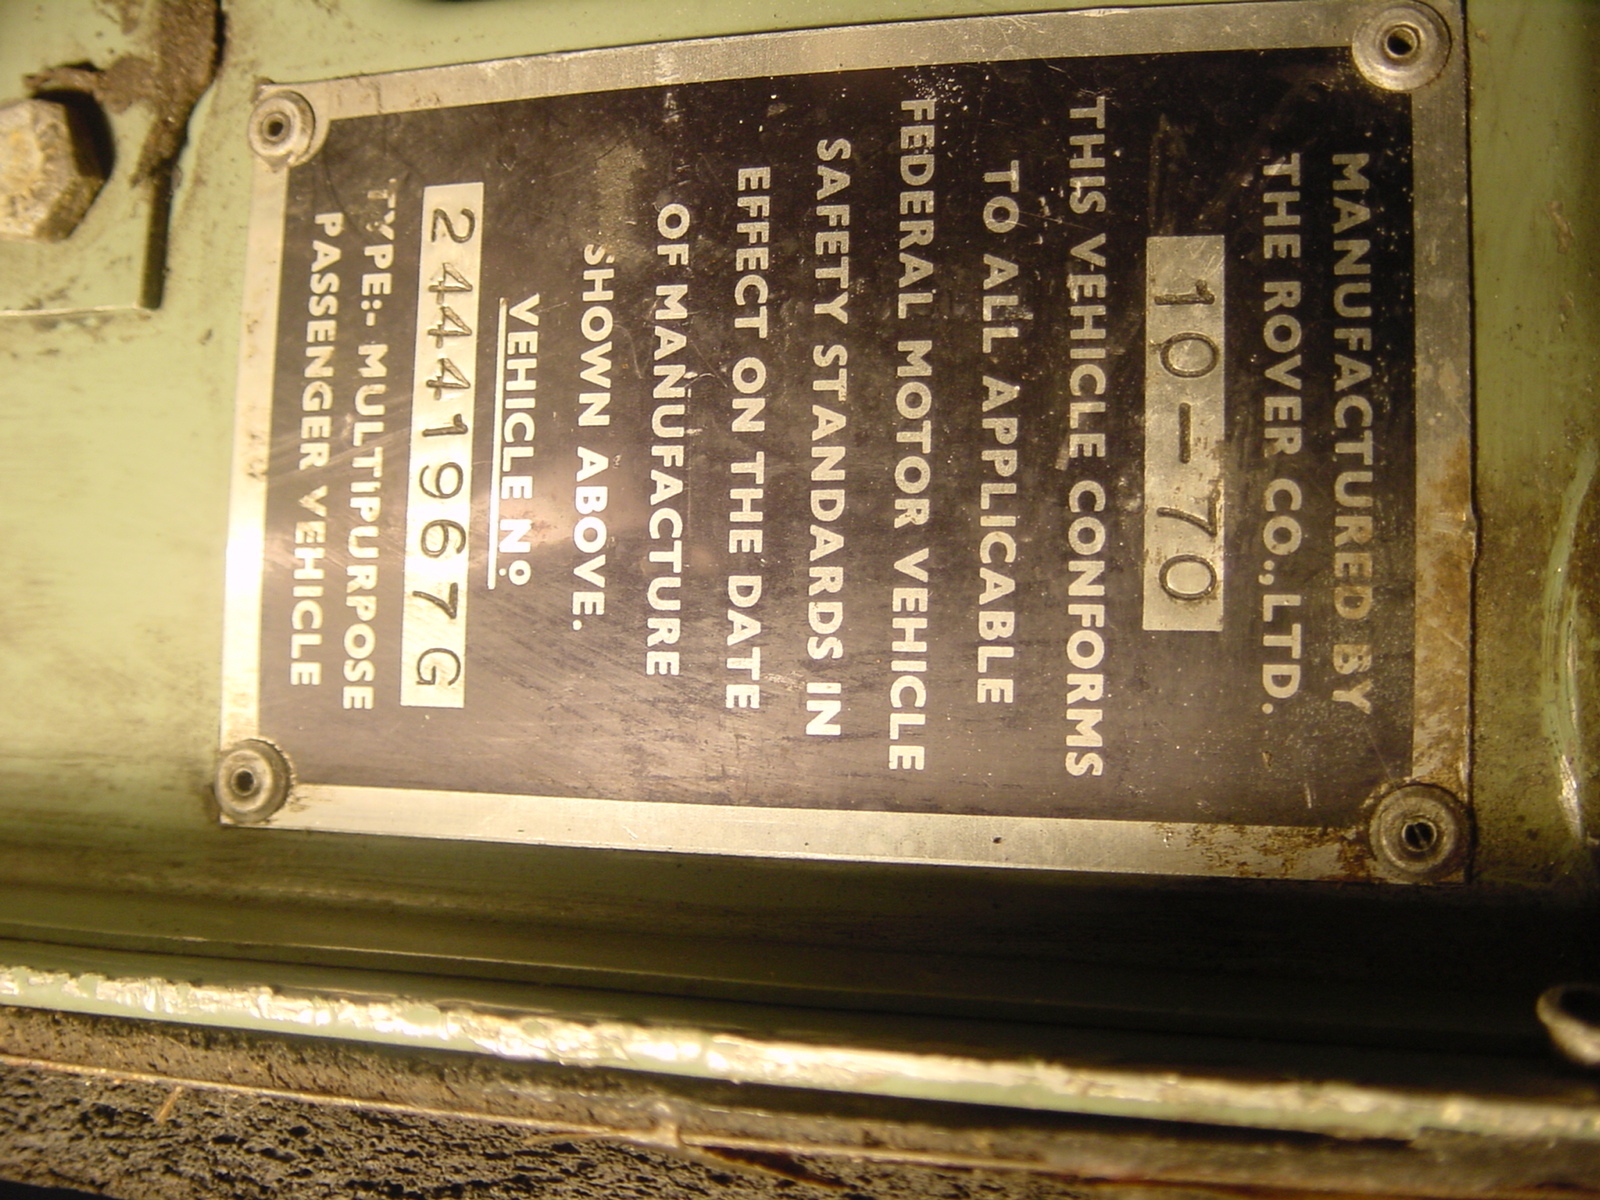 MANUFACTURED BY
THE ROVER CO., LTD.
10-70
THIS VEHICLE CONFORMS
TO ALL APPLICABLE
FEDERAL MOTOR VEHICLE
SAFETY STANDARDS IN
EFFECT ON THE DATE
OF MANUFACTURE
SHOWN ABOVE.
VEHICLE Nº
24441967G
TYPE:- MULTIPURPOSE
PASSENGER VEHICLE